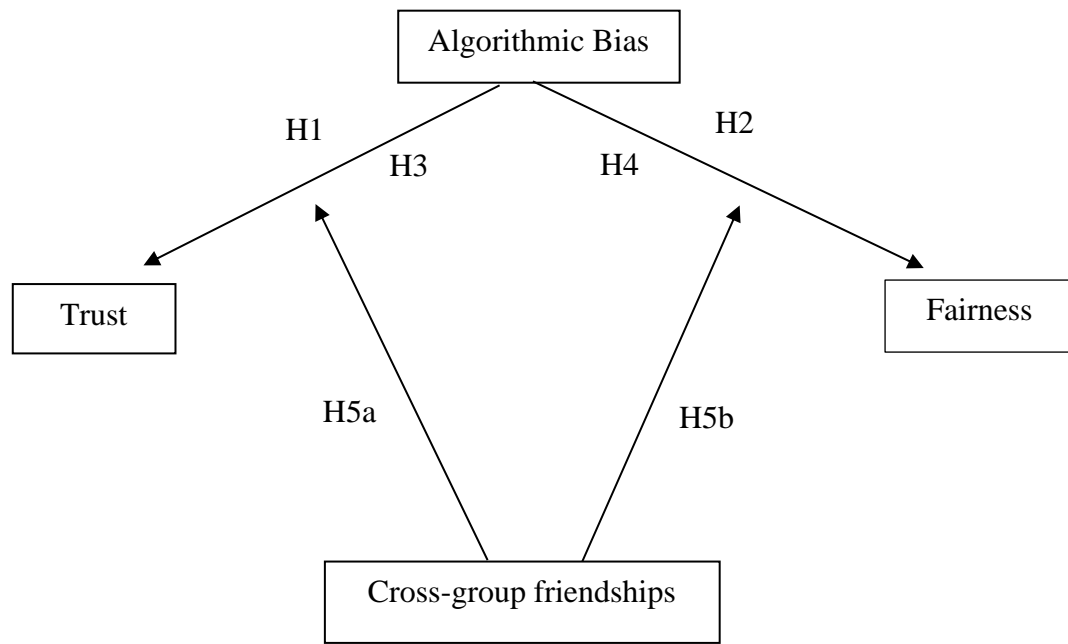 Algorithmic Bias
H1
H2
H3
H4
Trust
Fairness
H5a
H5b
Cross-group friendships